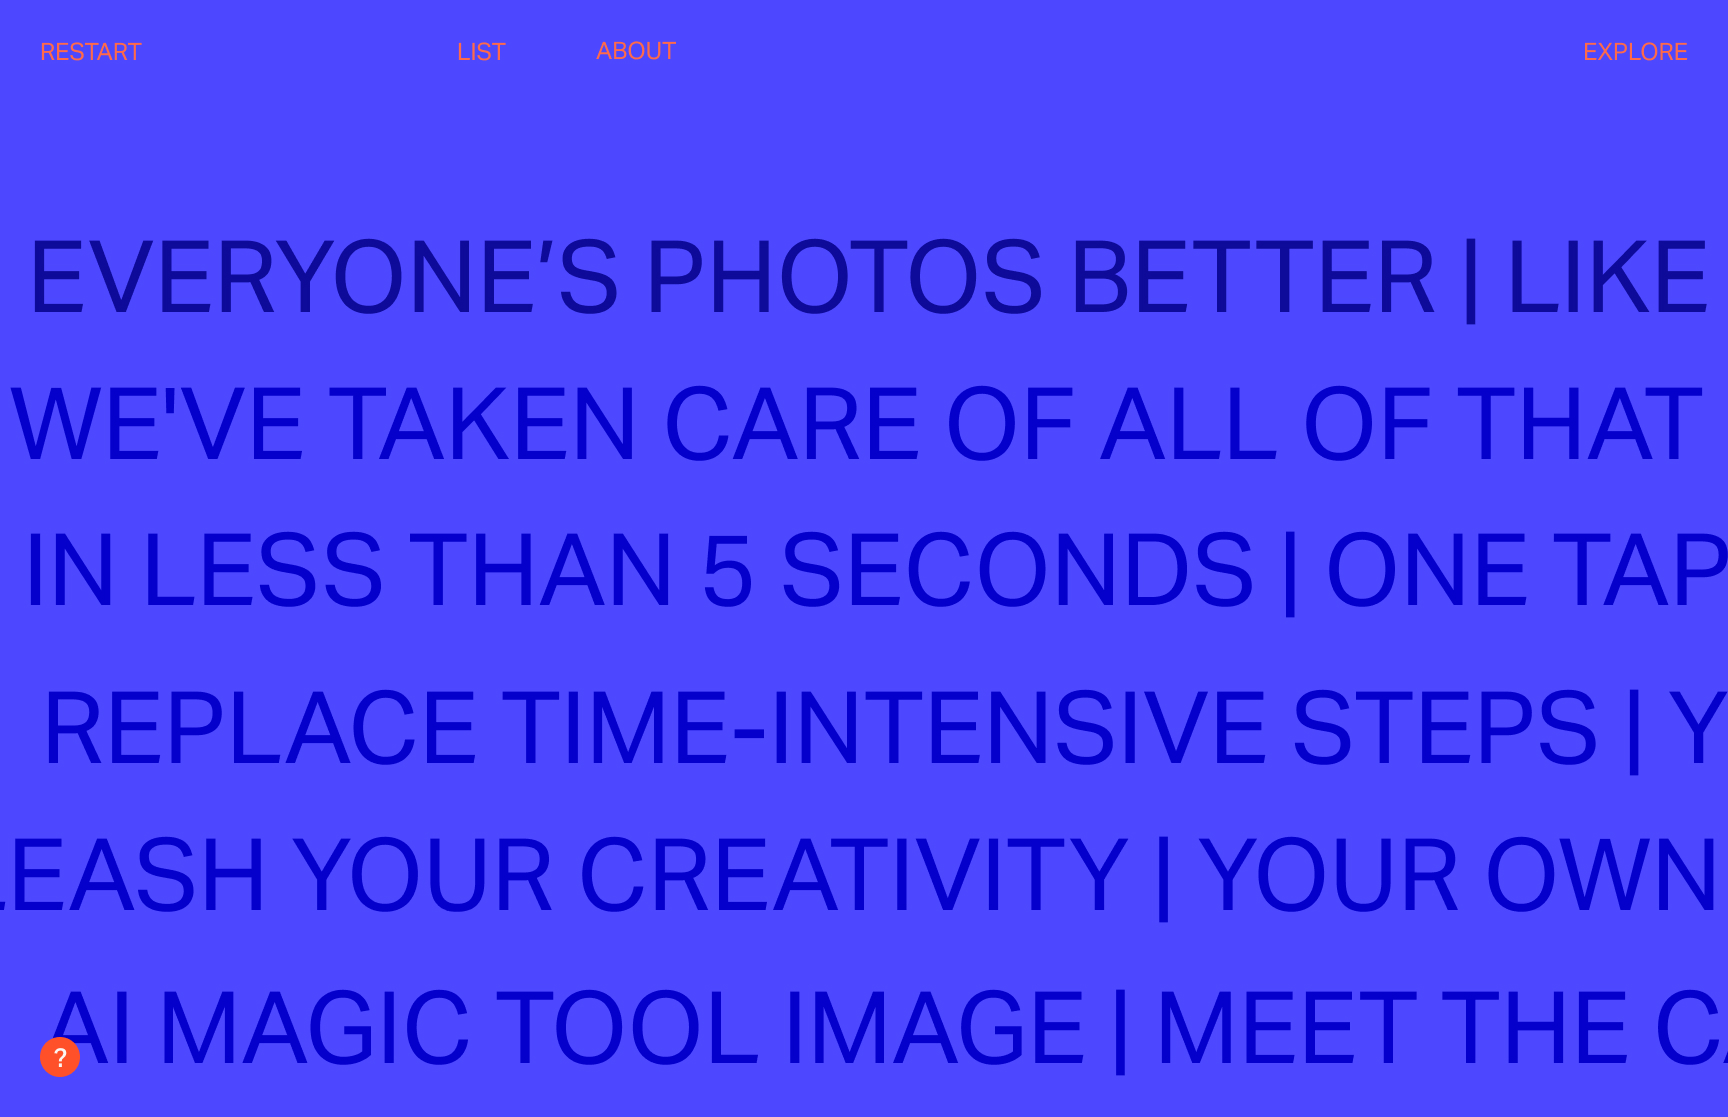 RESTART LIST ABOUT EXPLORE
EVERYONE’S PHOTOS BETTER | LIKE
WE'VE TAKEN CARE OF ALL OF THAT
IN LESS THAN 5 SECONDS | ONE TAP
REPLACE TIME-INTENSIVE STEPS | Y
LEASH YOUR CREATIVITY | YOUR OWN
AI MAGIC TOOL IMAGE | MEET THE CA
?